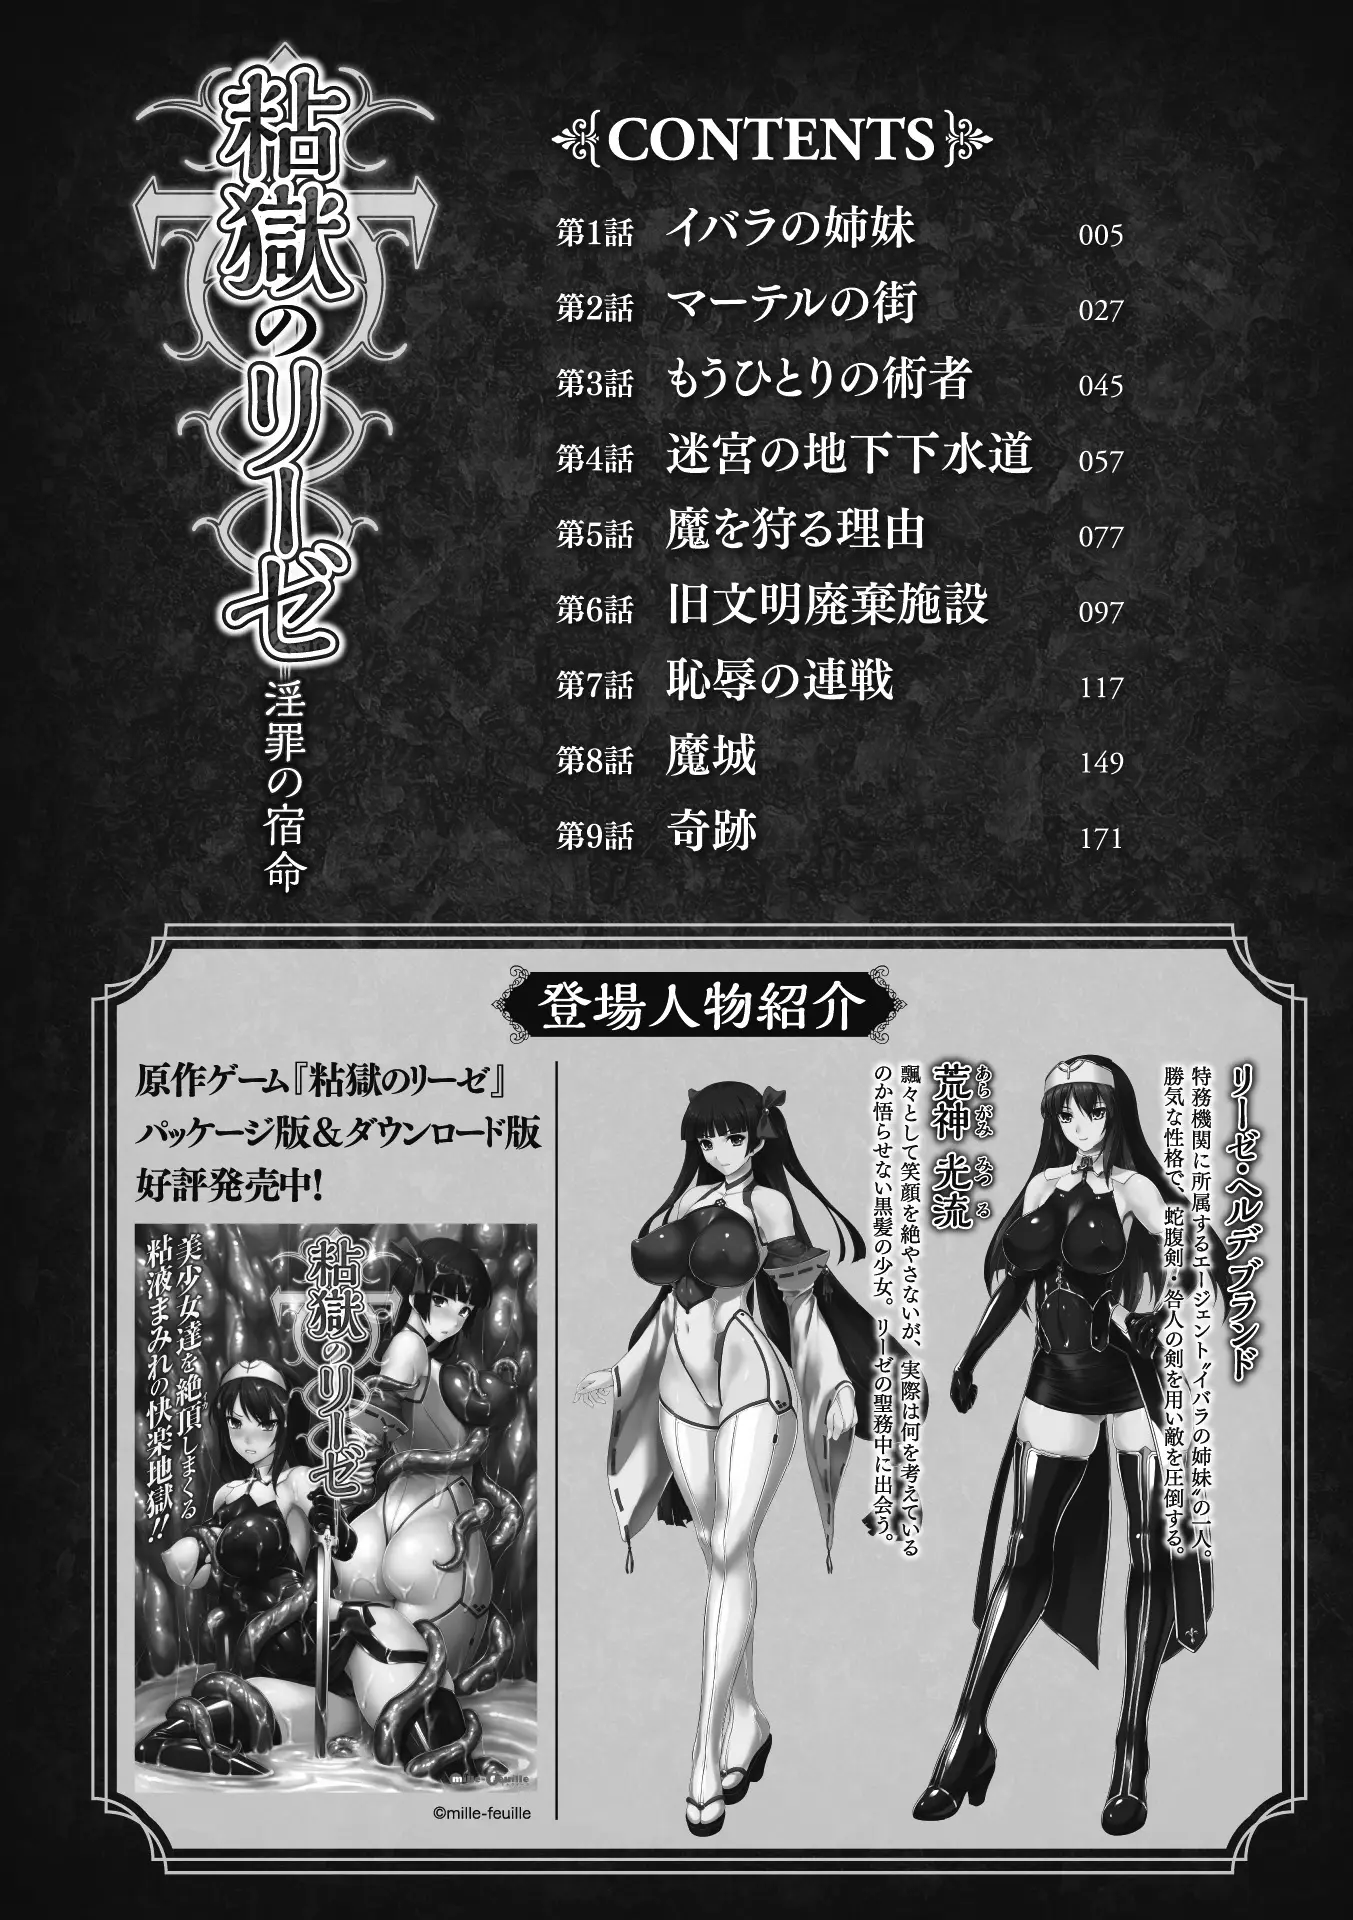 粘獄のリーゼ
淫罪の宿命
CONTENTS
第1話 イバラの姉妹 005
第2話 マーテルの街 027
第3話 もうひとりの術者 045
第4話 迷宮の地下下水道 057
第5話 魔を狩る理由 077
第6話 旧文明廃棄施設 097
第7話 恥辱の連戦 117
第8話 魔城 149
第9話 奇跡 171
登場人物紹介
リーゼ・ヘルデブランド
特務機関に所属するエージェント〝イバラの姉妹〟の一人。
勝気な性格で、蛇腹剣・咎人の剣を用い敵を圧倒する。
荒神 光流
あらがみ みつる
飄々として笑顔を絶やさないが、実際は何を考えている
のか悟らせない黒髪の少女。リーゼの聖務中に出会う。
原作ゲーム『粘獄のリーゼ』
パッケージ版＆ダウンロード版
好評発売中！
美少女達を絶頂しまくる
イカ
粘液まみれの快楽地獄!!
粘獄のリーゼ
mille-feuille
©mille-feuille